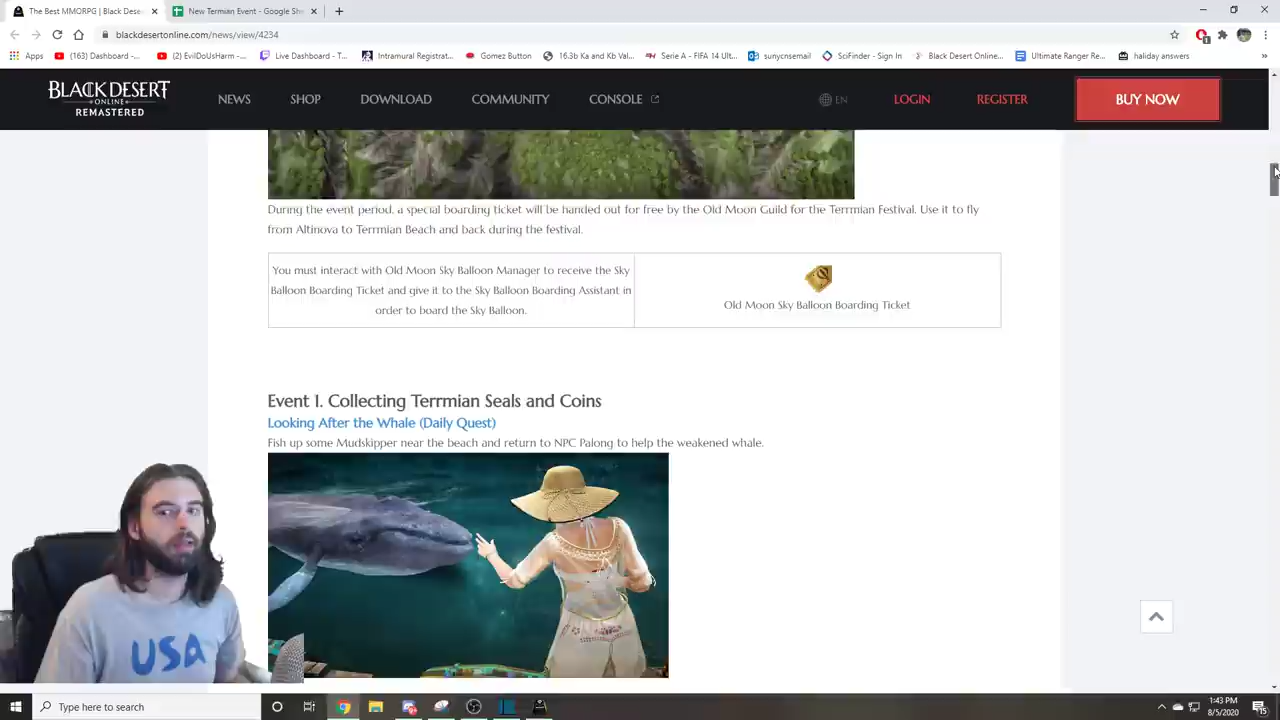 The Best MMORPG | Black Dese
New Terrmian Event - Google She
blackdesertonline.com/news/view/4234
Apps
(163) Dashboard -...
(2) EvilDoUsHarm -...
Live Dashboard - T...
Intramural Registrat...
Gomez Button
16.3b Ka and Kb Val...
Serie A - FIFA 14 Ult...
sunycnsemail
SciFinder - Sign In
Black Desert Online...
Ultimate Ranger Re...
haliday answers
BLACK DESERT
ONLINE
REMASTERED
NEWS
SHOP
DOWNLOAD
COMMUNITY
CONSOLE
EN
LOGIN
REGISTER
BUY NOW
During the event period, a special boarding ticket will be handed out for free by the Old Moon Guild for the Terrmian Festival. Use it to fly
from Altinova to Terrmian Beach and back during the festival.
You must interact with Old Moon Sky Balloon Manager to receive the Sky
Balloon Boarding Ticket and give it to the Sky Balloon Boarding Assistant in
order to board the Sky Balloon.
Old Moon Sky Balloon Boarding Ticket
Event 1. Collecting Terrmian Seals and Coins
Looking After the Whale (Daily Quest)
Fish up some Mudskipper near the beach and return to NPC Palong to help the weakened whale.
USA
Type here to search
1:43 PM
8/5/2020
15